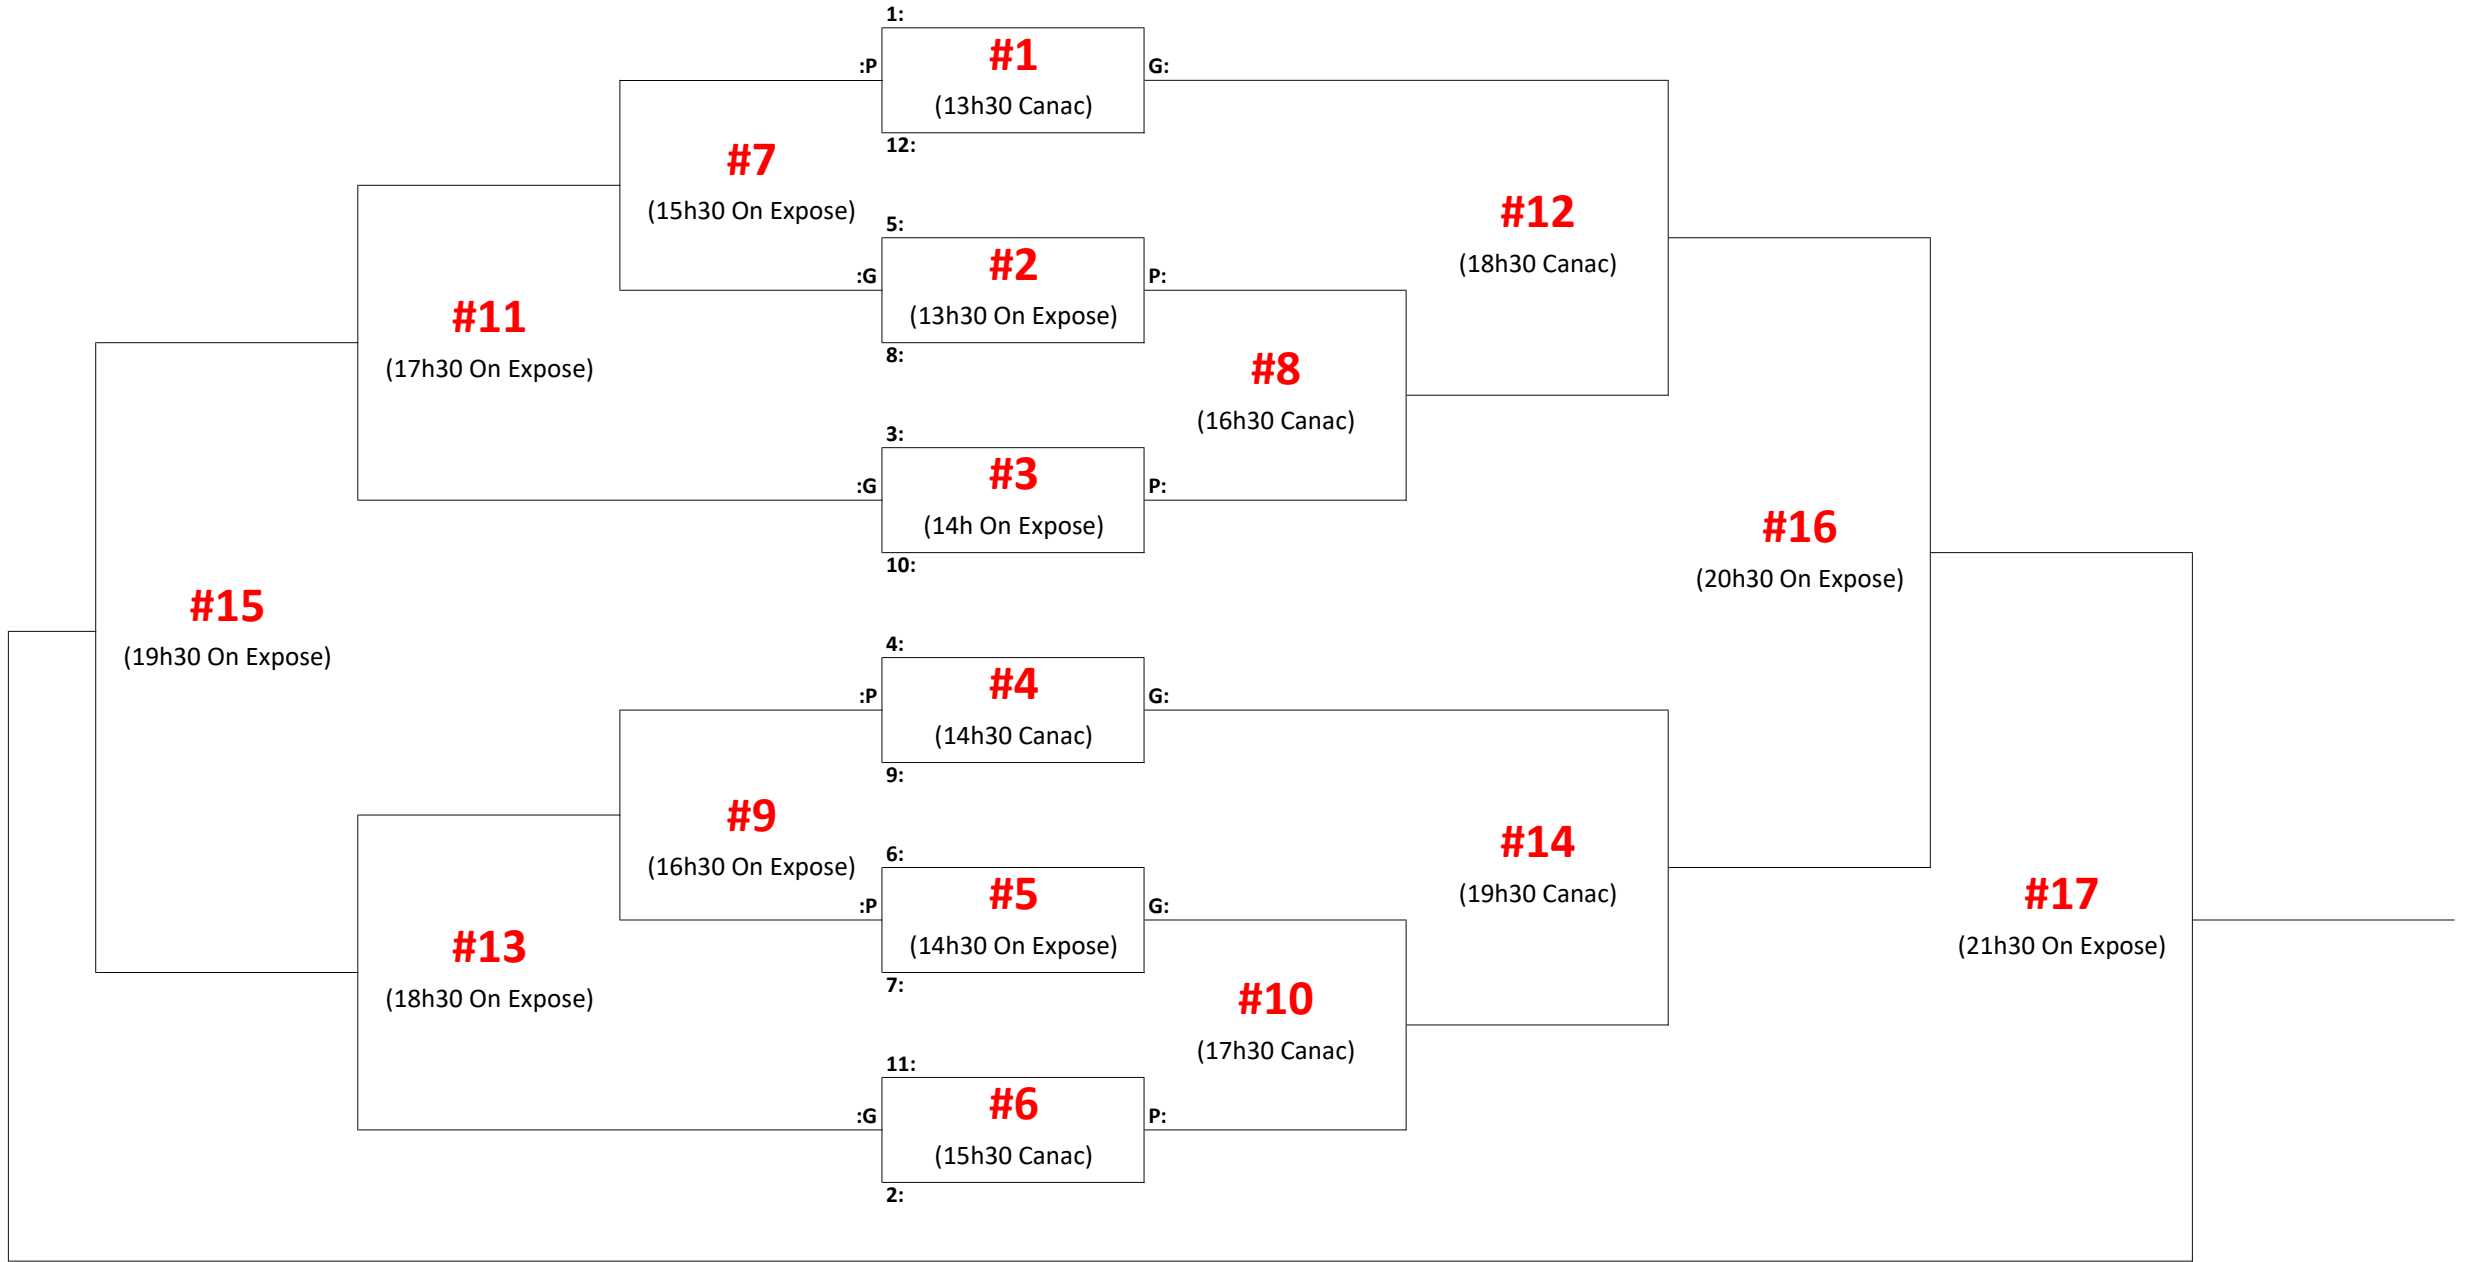 1:
:P
#1
G:
(13h30 Canac)
12:
#7
(15h30 On Expose)
#12
(18h30 Canac)
5:
:G
#2
P:
(13h30 On Expose)
8:
#11
(17h30 On Expose)
#8
(16h30 Canac)
3:
:G
#3
P:
(14h On Expose)
10:
#16
(20h30 On Expose)
#15
(19h30 On Expose)
4:
:P
#4
G:
(14h30 Canac)
9:
#9
(16h30 On Expose)
#14
(19h30 Canac)
6:
:P
#5
G:
(14h30 On Expose)
7:
#17
(21h30 On Expose)
#13
(18h30 On Expose)
#10
(17h30 Canac)
11:
:G
#6
P:
(15h30 Canac)
2: